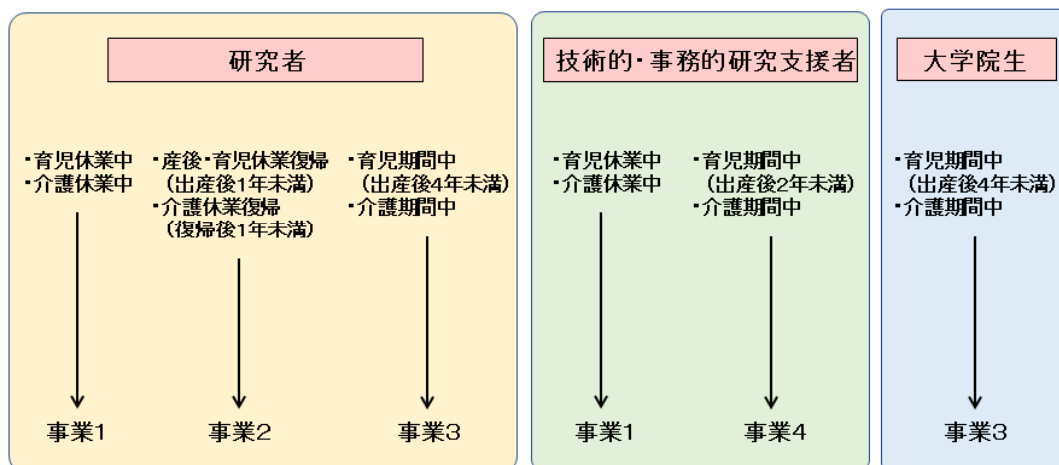 研究者
・育児休業中
・介護休業中
事業1
・産後・育児休業復帰
(出産後1年未満)
・介護休業復帰
(復帰後1年未満)
事業2
・育児期間中
(出産後4年未満)
・介護期間中
事業3
技術的・事務的研究支援者
・育児休業中
・介護休業中
事業1
・育児期間中
(出産後2年未満)
・介護期間中
事業4
大学院生
・育児期間中
(出産後4年未満)
・介護期間中
事業3